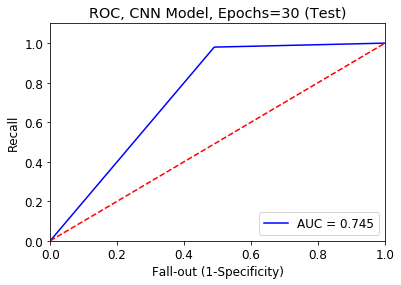 ROC, CNN Model, Epochs=30 (Test)
1.0
0.8
0.6
0.4
0.2
0.0
Recall
AUC = 0.745
0.0 0.2 0.4 0.6 0.8 1.0
Fall-out (1-Specificity)